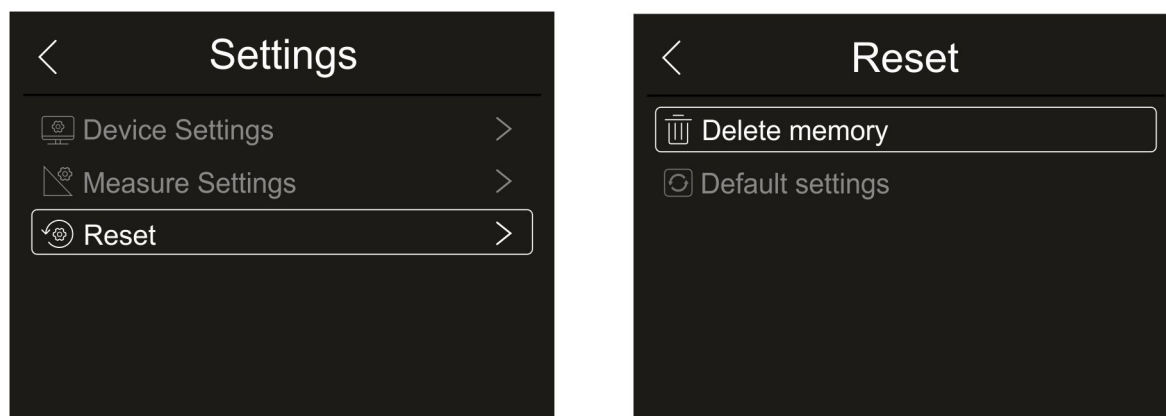 Settings
Device Settings
Measure Settings
Reset
Reset
Delete memory
Default settings